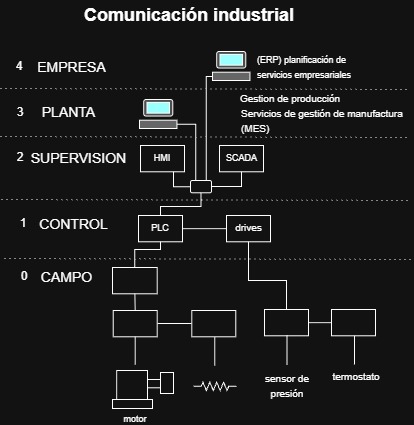 Comunicación industrial
4 EMPRESA
(ERP) planificación de
servicios empresariales
3 PLANTA
Gestion de producción
Servicios de gestión de manufactura
(MES)
2 SUPERVISION
HMI
SCADA
1 CONTROL
PLC
drives
0 CAMPO
sensor de
presión
termostato
motor